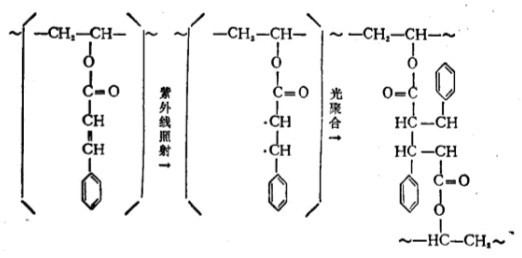 ~ —CH₂—CH— ~ ~ —CH₂—CH— ~ ~ —CH₂—CH—~
O O O
C=O 紫外线照射→ C=O 光聚合→ O=C
CH ·CH HC—CH
CH ·CH HC—CH
C=O
O
~—HC—CH₂~